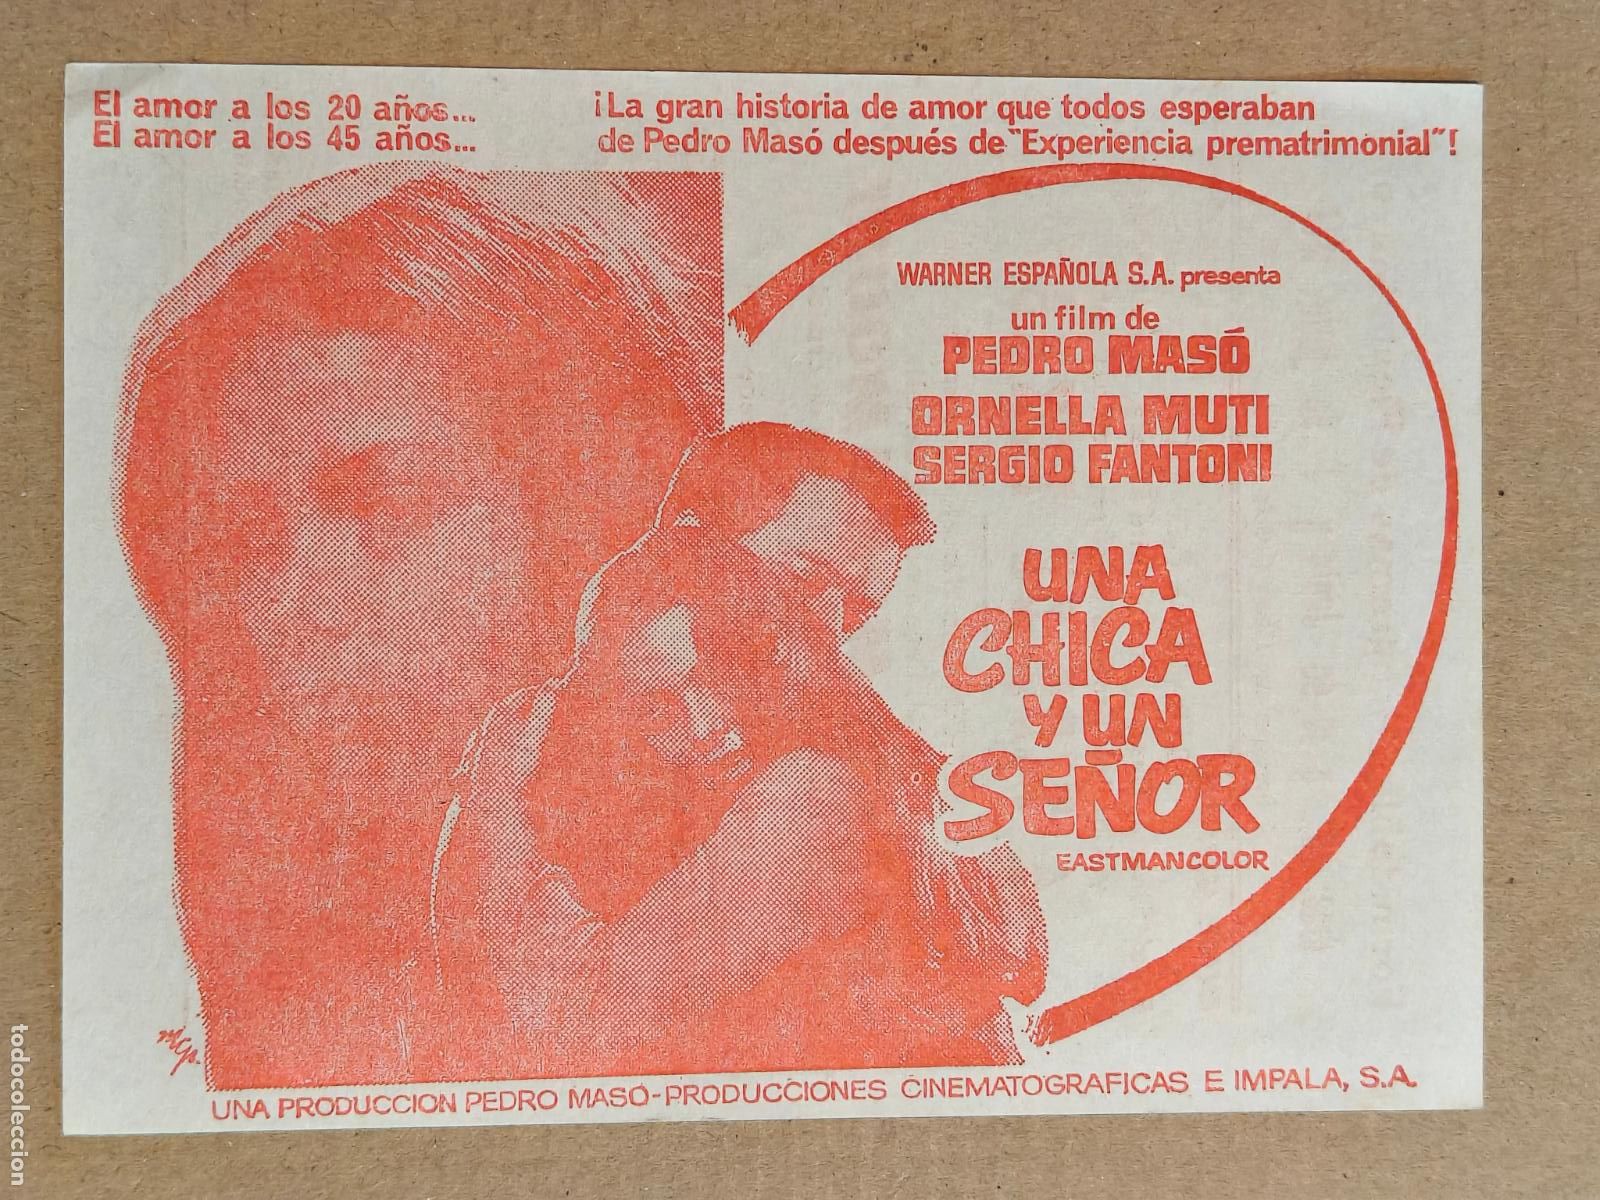 El amor a los 20 años...
El amor a los 45 años...
¡La gran historia de amor que todos esperaban
de Pedro Masó después de "Experiencia prematrimonial"!
WARNER ESPAÑOLA S.A. presenta
un film de
PEDRO MASÓ
ORNELLA MUTI
SERGIO FANTONI
UNA
CHICA
Y UN
SEÑOR
EASTMANCOLOR
UNA PRODUCCION PEDRO MASO-PRODUCCIONES CINEMATOGRAFICAS E IMPALA, S.A.
todocoleccion